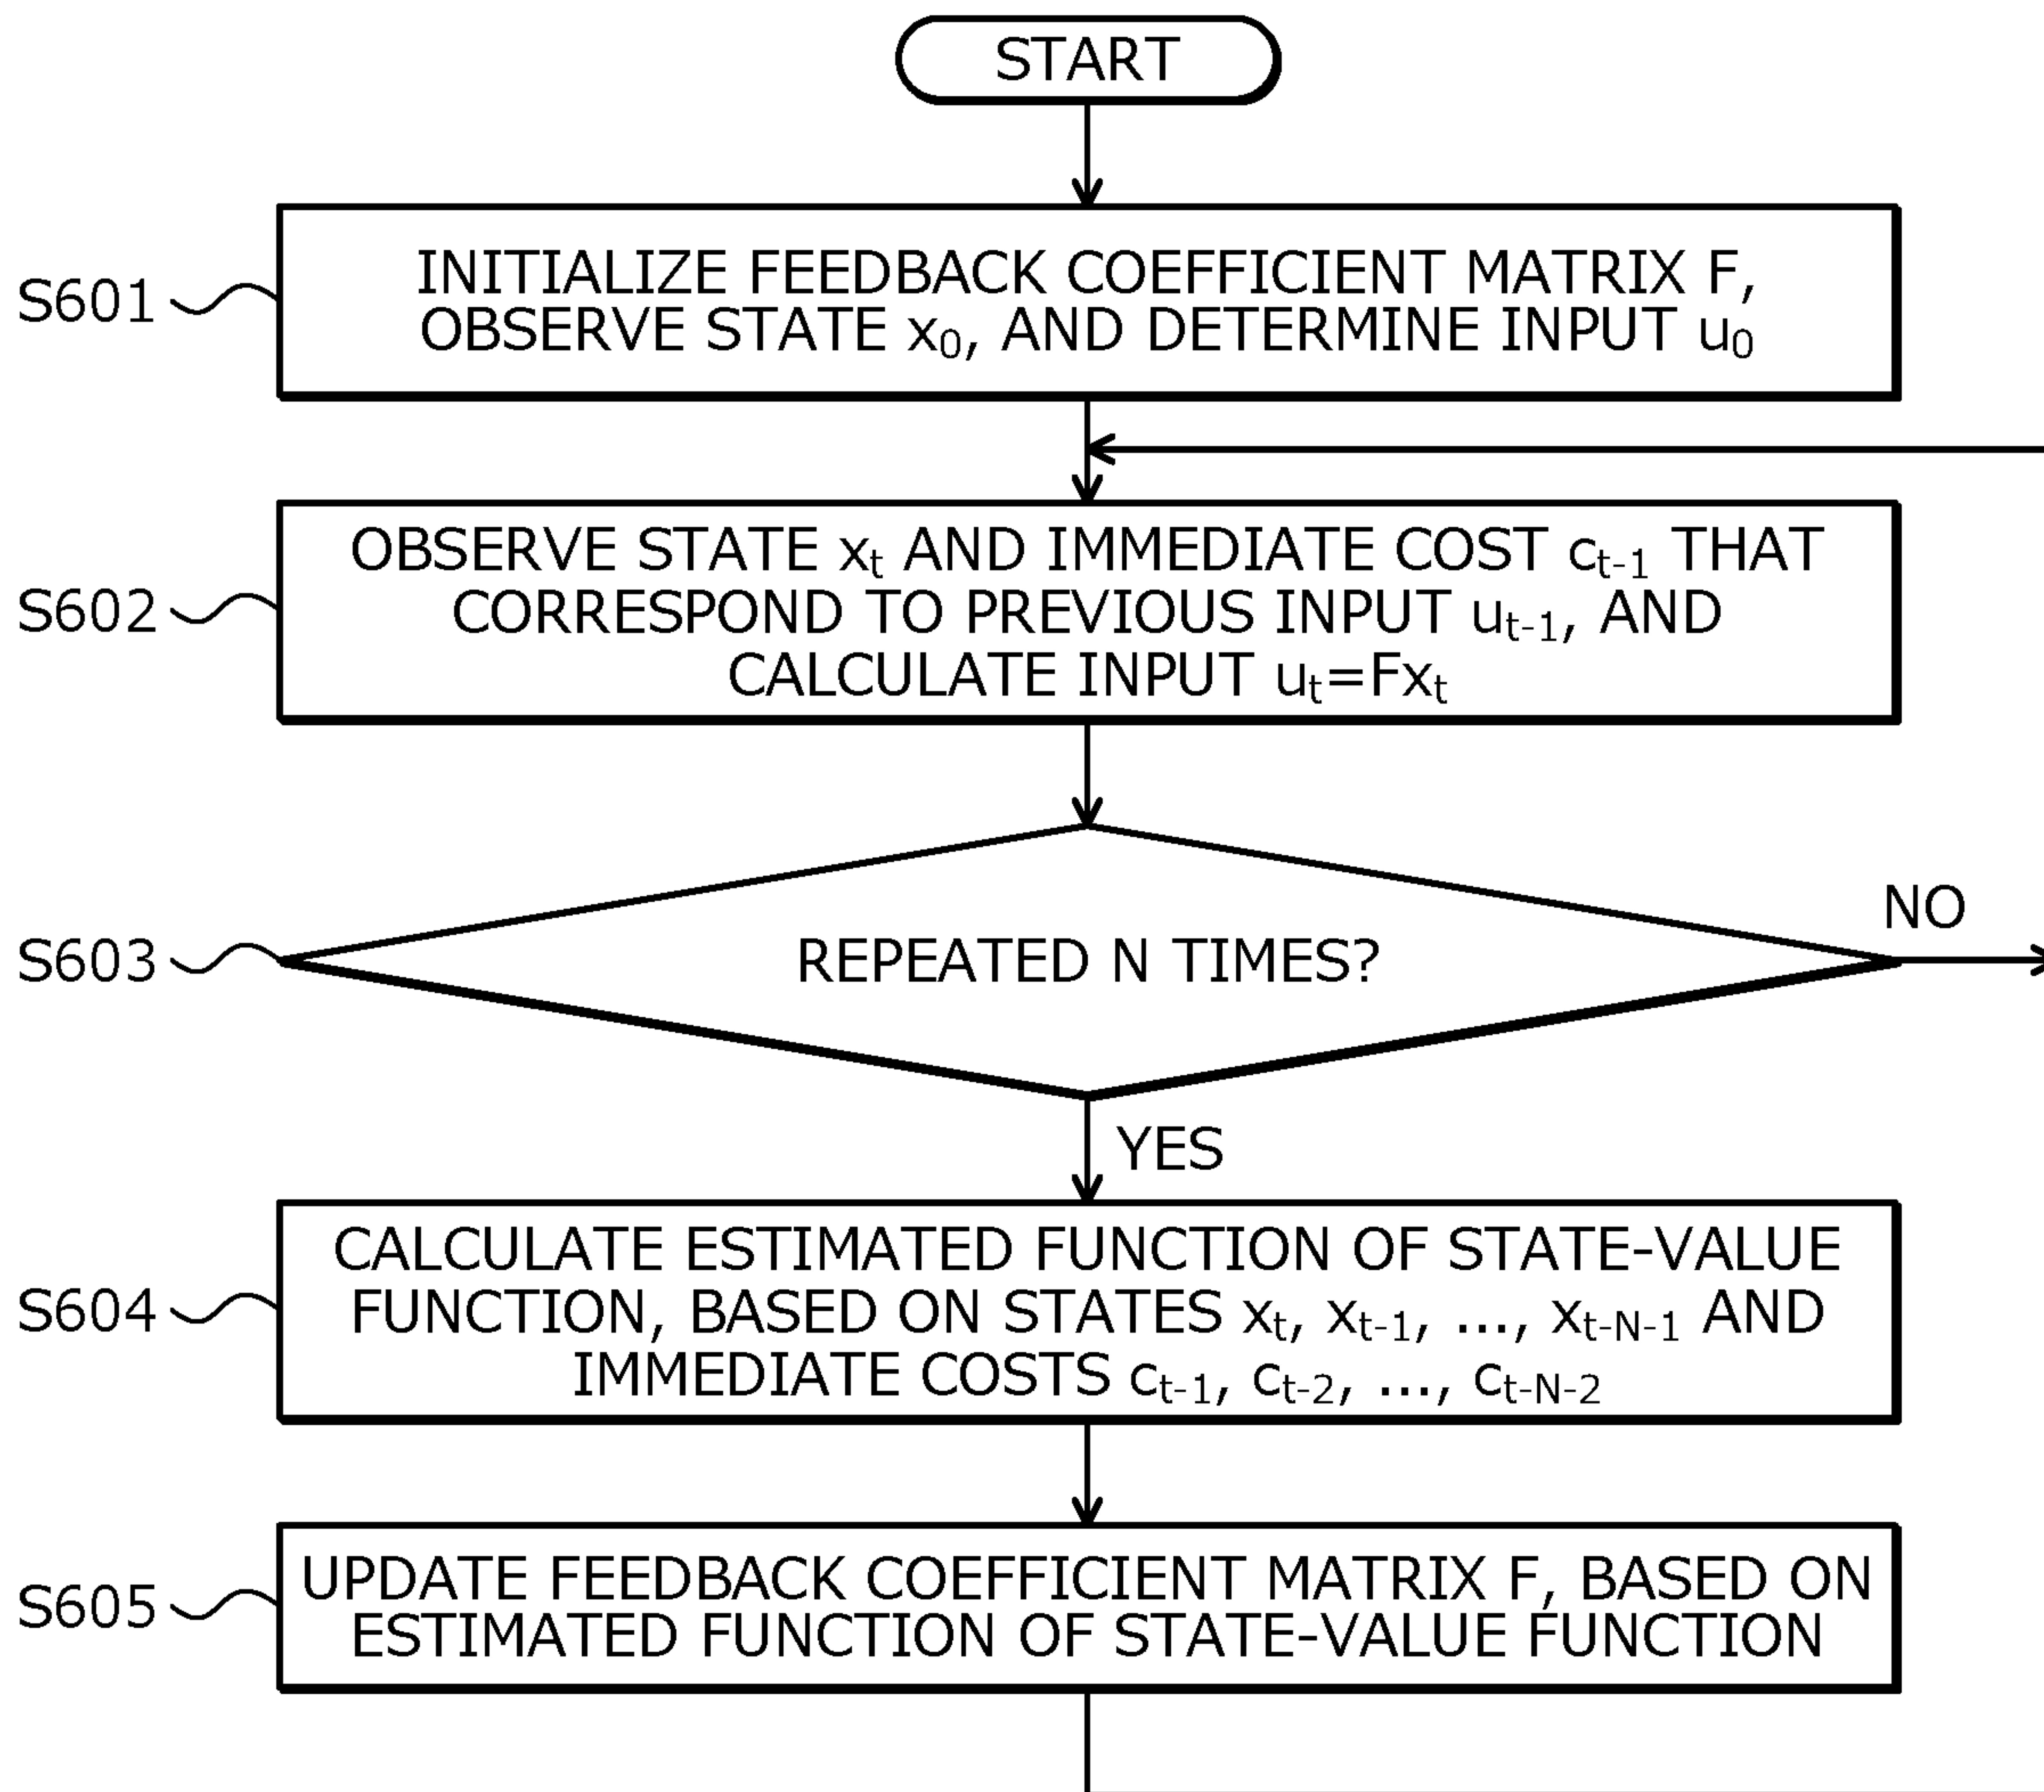 START
S601
INITIALIZE FEEDBACK COEFFICIENT MATRIX F,
OBSERVE STATE x₀, AND DETERMINE INPUT u₀
S602
OBSERVE STATE xₜ AND IMMEDIATE COST cₜ₋₁ THAT
CORRESPOND TO PREVIOUS INPUT uₜ₋₁, AND
CALCULATE INPUT uₜ=Fxₜ
S603
REPEATED N TIMES?
NO
YES
S604
CALCULATE ESTIMATED FUNCTION OF STATE-VALUE
FUNCTION, BASED ON STATES xₜ, xₜ₋₁, ..., x_{t-N-1} AND
IMMEDIATE COSTS cₜ₋₁, cₜ₋₂, ..., c_{t-N-2}
S605
UPDATE FEEDBACK COEFFICIENT MATRIX F, BASED ON
ESTIMATED FUNCTION OF STATE-VALUE FUNCTION